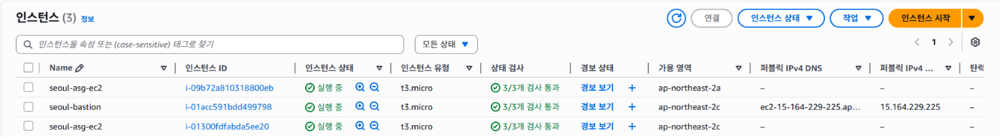 인스턴스 (3) 정보 연결 인스턴스 상태 작업 인스턴스 시작
인스턴스을 속성 또는 (case-sensitive) 태그로 찾기 모든 상태 1
Name 인스턴스 ID 인스턴스 상태 인스턴스 유형 상태 검사 경보 상태 가용 영역 퍼블릭 IPv4 DNS 퍼블릭 IPv4 ... 탄력
seoul-asg-ec2 i-09b72a810318800eb 실행 중 t3.micro 3/3개 검사 통과 경보 보기 + ap-northeast-2a – – –
seoul-bastion i-01acc591bdd499798 실행 중 t3.micro 3/3개 검사 통과 경보 보기 + ap-northeast-2c ec2-15-164-229-225.ap... 15.164.229.225 –
seoul-asg-ec2 i-01300fdfabda5ee20 실행 중 t3.micro 3/3개 검사 통과 경보 보기 + ap-northeast-2c – – –